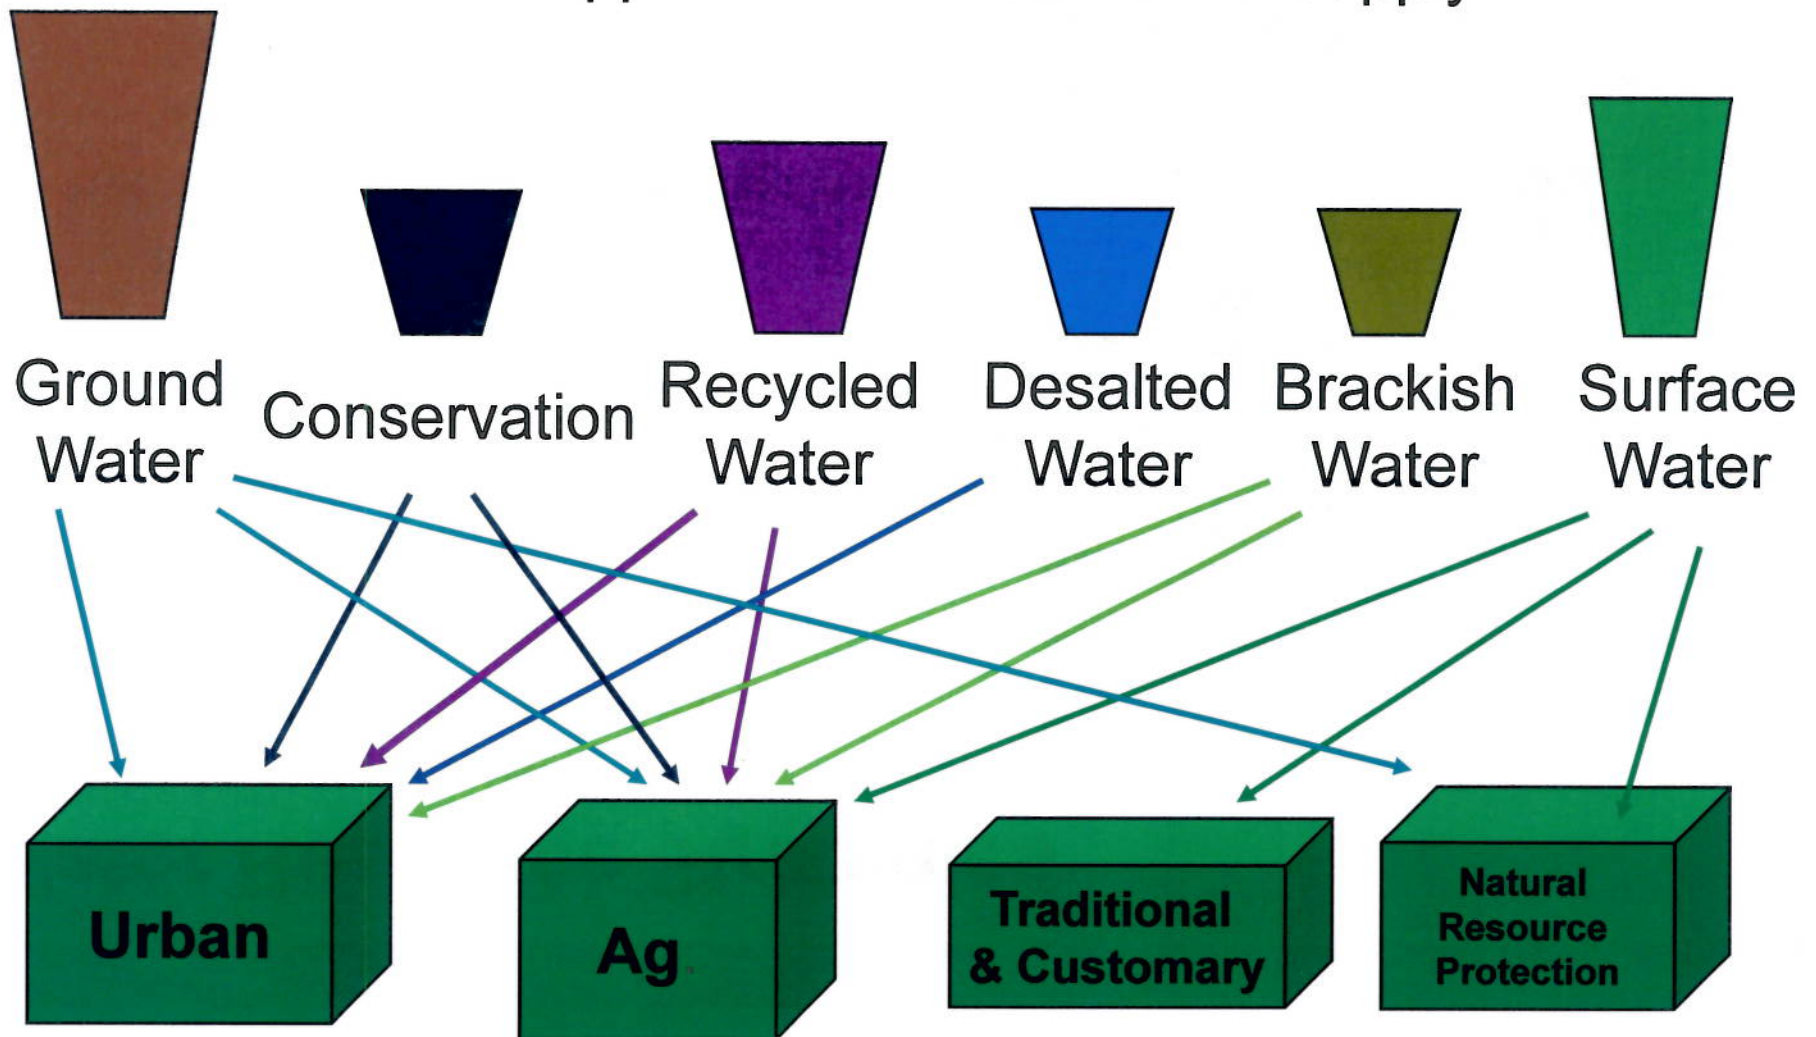 Ground
Water
Conservation
Recycled
Water
Desalted
Water
Brackish
Water
Surface
Water
Urban
Ag
Traditional
& Customary
Natural
Resource
Protection